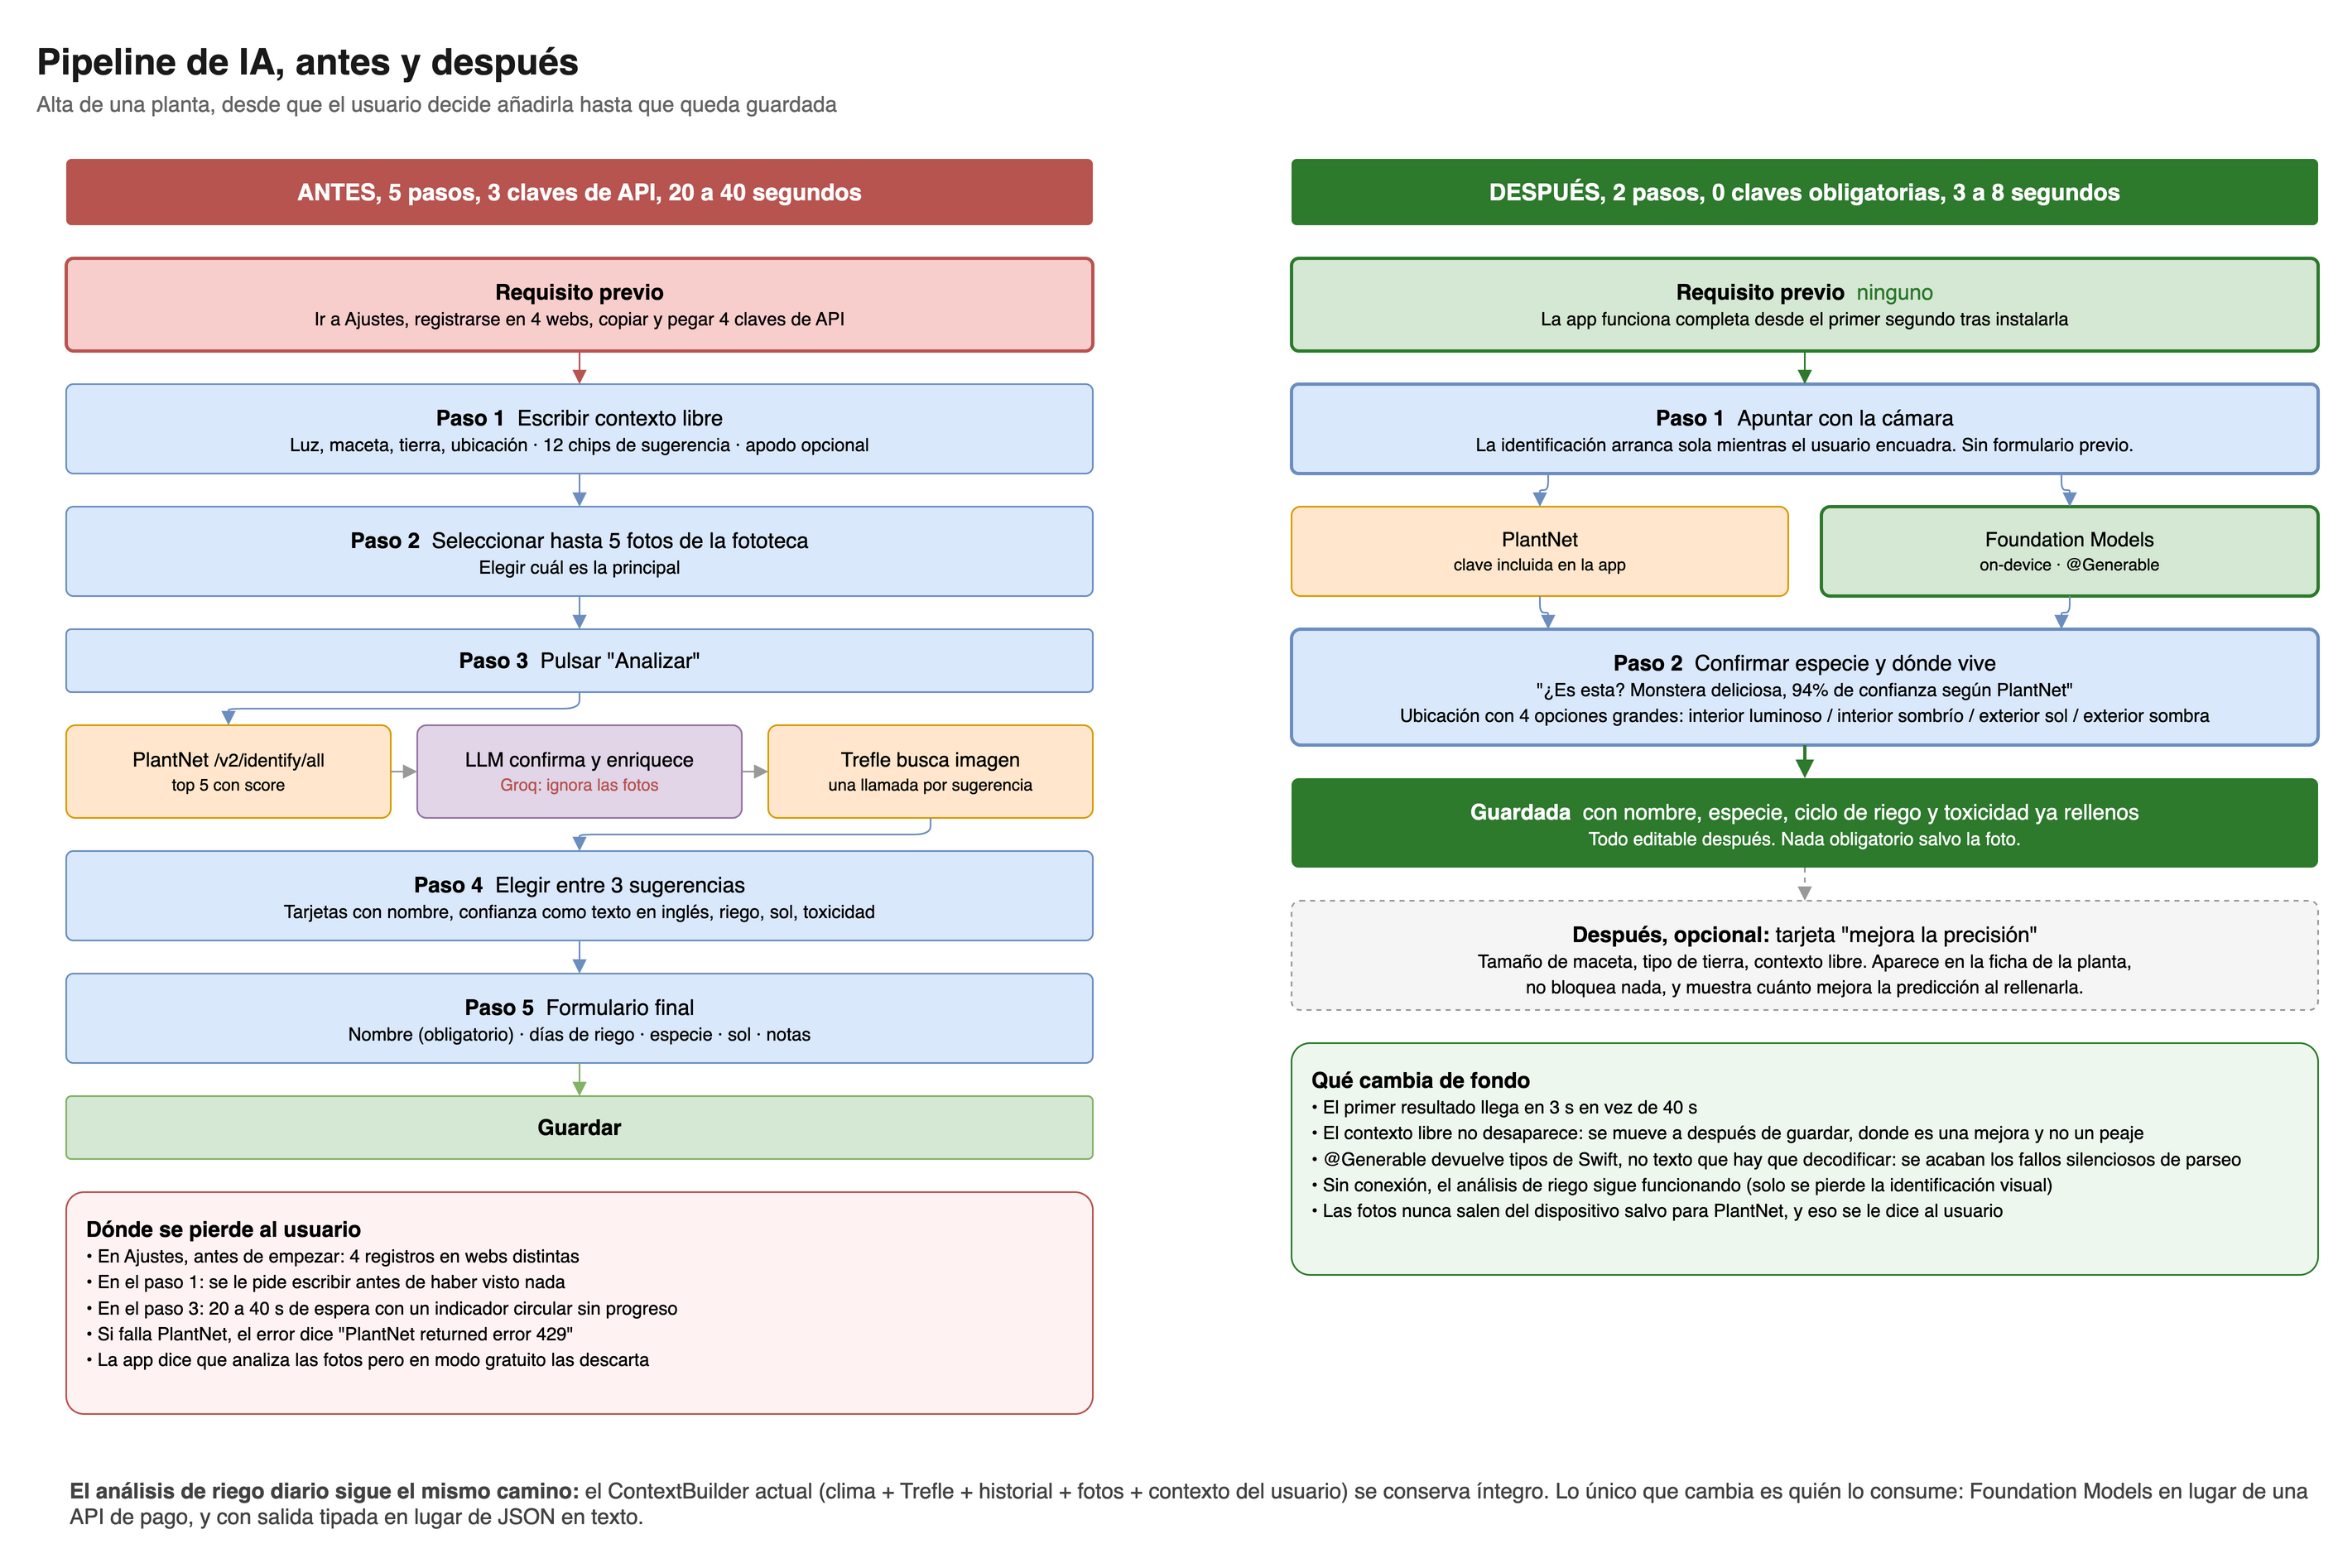 Pipeline de IA, antes y después
Alta de una planta, desde que el usuario decide añadirla hasta que queda guardada
ANTES, 5 pasos, 3 claves de API, 20 a 40 segundos
Requisito previo
Ir a Ajustes, registrarse en 4 webs, copiar y pegar 4 claves de API
Paso 1 Escribir contexto libre
Luz, maceta, tierra, ubicación · 12 chips de sugerencia · apodo opcional
Paso 2 Seleccionar hasta 5 fotos de la fototeca
Elegir cuál es la principal
Paso 3 Pulsar "Analizar"
PlantNet /v2/identify/all
top 5 con score
LLM confirma y enriquece
Groq: ignora las fotos
Trefle busca imagen
una llamada por sugerencia
Paso 4 Elegir entre 3 sugerencias
Tarjetas con nombre, confianza como texto en inglés, riego, sol, toxicidad
Paso 5 Formulario final
Nombre (obligatorio) · días de riego · especie · sol · notas
Guardar
Dónde se pierde al usuario
• En Ajustes, antes de empezar: 4 registros en webs distintas
• En el paso 1: se le pide escribir antes de haber visto nada
• En el paso 3: 20 a 40 s de espera con un indicador circular sin progreso
• Si falla PlantNet, el error dice "PlantNet returned error 429"
• La app dice que analiza las fotos pero en modo gratuito las descarta
DESPUÉS, 2 pasos, 0 claves obligatorias, 3 a 8 segundos
Requisito previo ninguno
La app funciona completa desde el primer segundo tras instalarla
Paso 1 Apuntar con la cámara
La identificación arranca sola mientras el usuario encuadra. Sin formulario previo.
PlantNet
clave incluida en la app
Foundation Models
on-device · @Generable
Paso 2 Confirmar especie y dónde vive
"¿Es esta? Monstera deliciosa, 94% de confianza según PlantNet"
Ubicación con 4 opciones grandes: interior luminoso / interior sombrío / exterior sol / exterior sombra
Guardada con nombre, especie, ciclo de riego y toxicidad ya rellenos
Todo editable después. Nada obligatorio salvo la foto.
Después, opcional: tarjeta "mejora la precisión"
Tamaño de maceta, tipo de tierra, contexto libre. Aparece en la ficha de la planta,
no bloquea nada, y muestra cuánto mejora la predicción al rellenarla.
Qué cambia de fondo
• El primer resultado llega en 3 s en vez de 40 s
• El contexto libre no desaparece: se mueve a después de guardar, donde es una mejora y no un peaje
• @Generable devuelve tipos de Swift, no texto que hay que decodificar: se acaban los fallos silenciosos de parseo
• Sin conexión, el análisis de riego sigue funcionando (solo se pierde la identificación visual)
• Las fotos nunca salen del dispositivo salvo para PlantNet, y eso se le dice al usuario
El análisis de riego diario sigue el mismo camino: el ContextBuilder actual (clima + Trefle + historial + fotos + contexto del usuario) se conserva íntegro. Lo único que cambia es quién lo consume: Foundation Models en lugar de una
API de pago, y con salida tipada en lugar de JSON en texto.